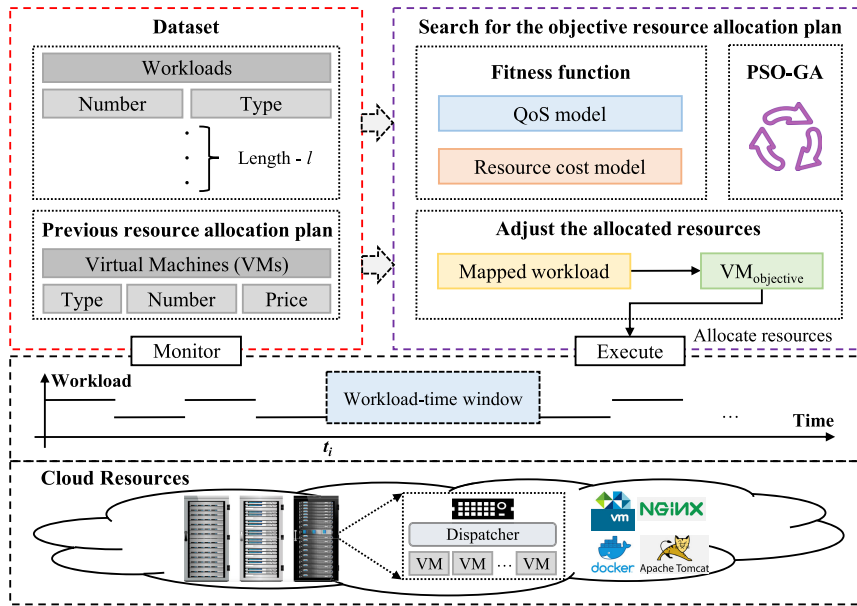 Dataset
Workloads
Number
Type
Length - l
Previous resource allocation plan
Virtual Machines (VMs)
Type
Number
Price
Search for the objective resource allocation plan
Fitness function
QoS model
Resource cost model
PSO-GA
Adjust the allocated resources
Mapped workload
VMobjective
Allocate resources
Monitor
Execute
Workload
Workload-time window
...
Time
ti
Cloud Resources
Dispatcher
VM VM ... VM
vm
NGINX
docker
Apache Tomcat